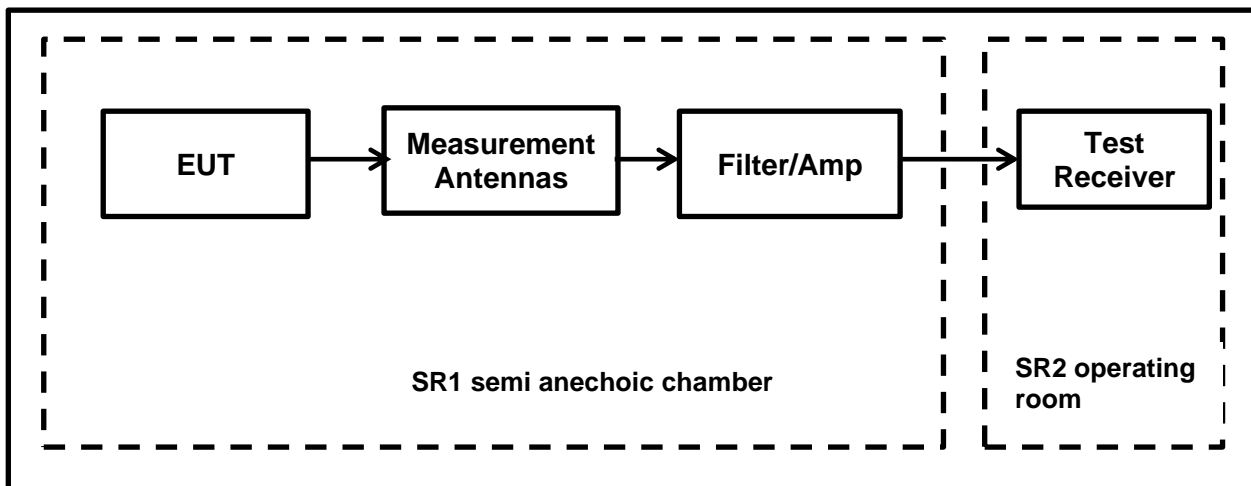 EUT
Measurement
Antennas
Filter/Amp
Test
Receiver
SR1 semi anechoic chamber
SR2 operating
room